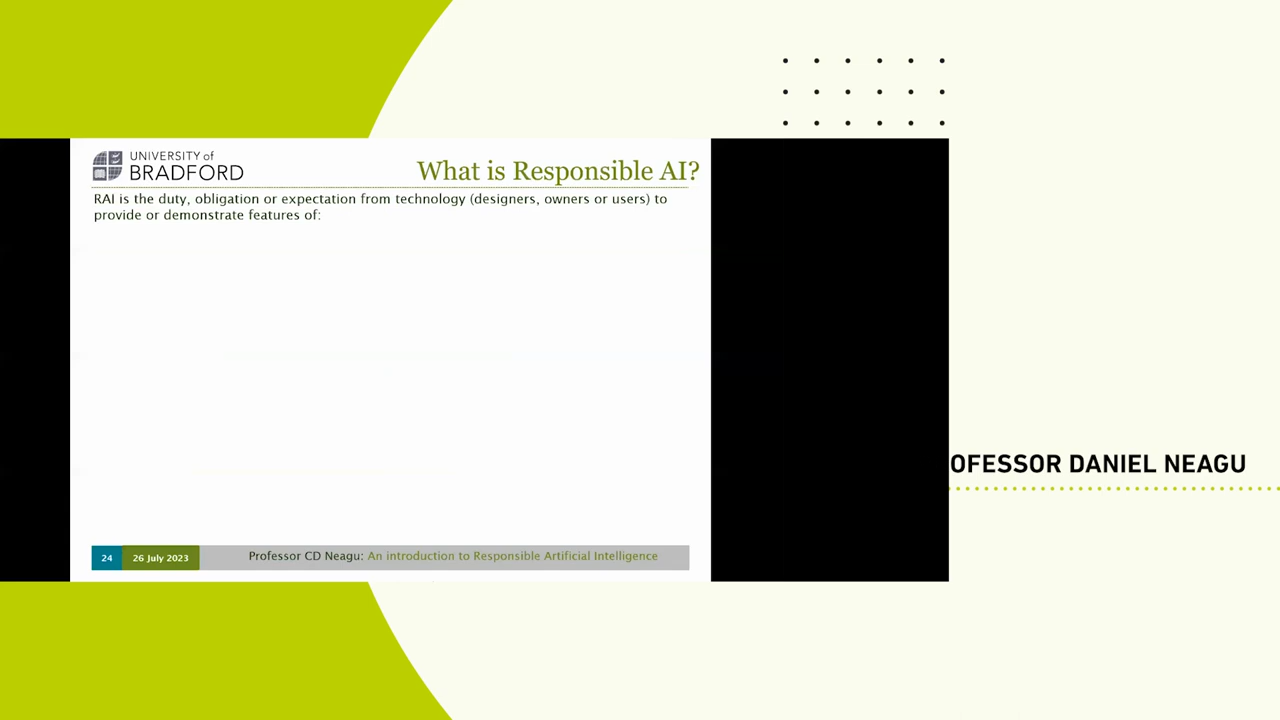 UNIVERSITY of
BRADFORD
What is Responsible AI?
RAI is the duty, obligation or expectation from technology (designers, owners or users) to
provide or demonstrate features of:
OFESSOR DANIEL NEAGU
24
26 July 2023
Professor CD Neagu: An introduction to Responsible Artificial Intelligence